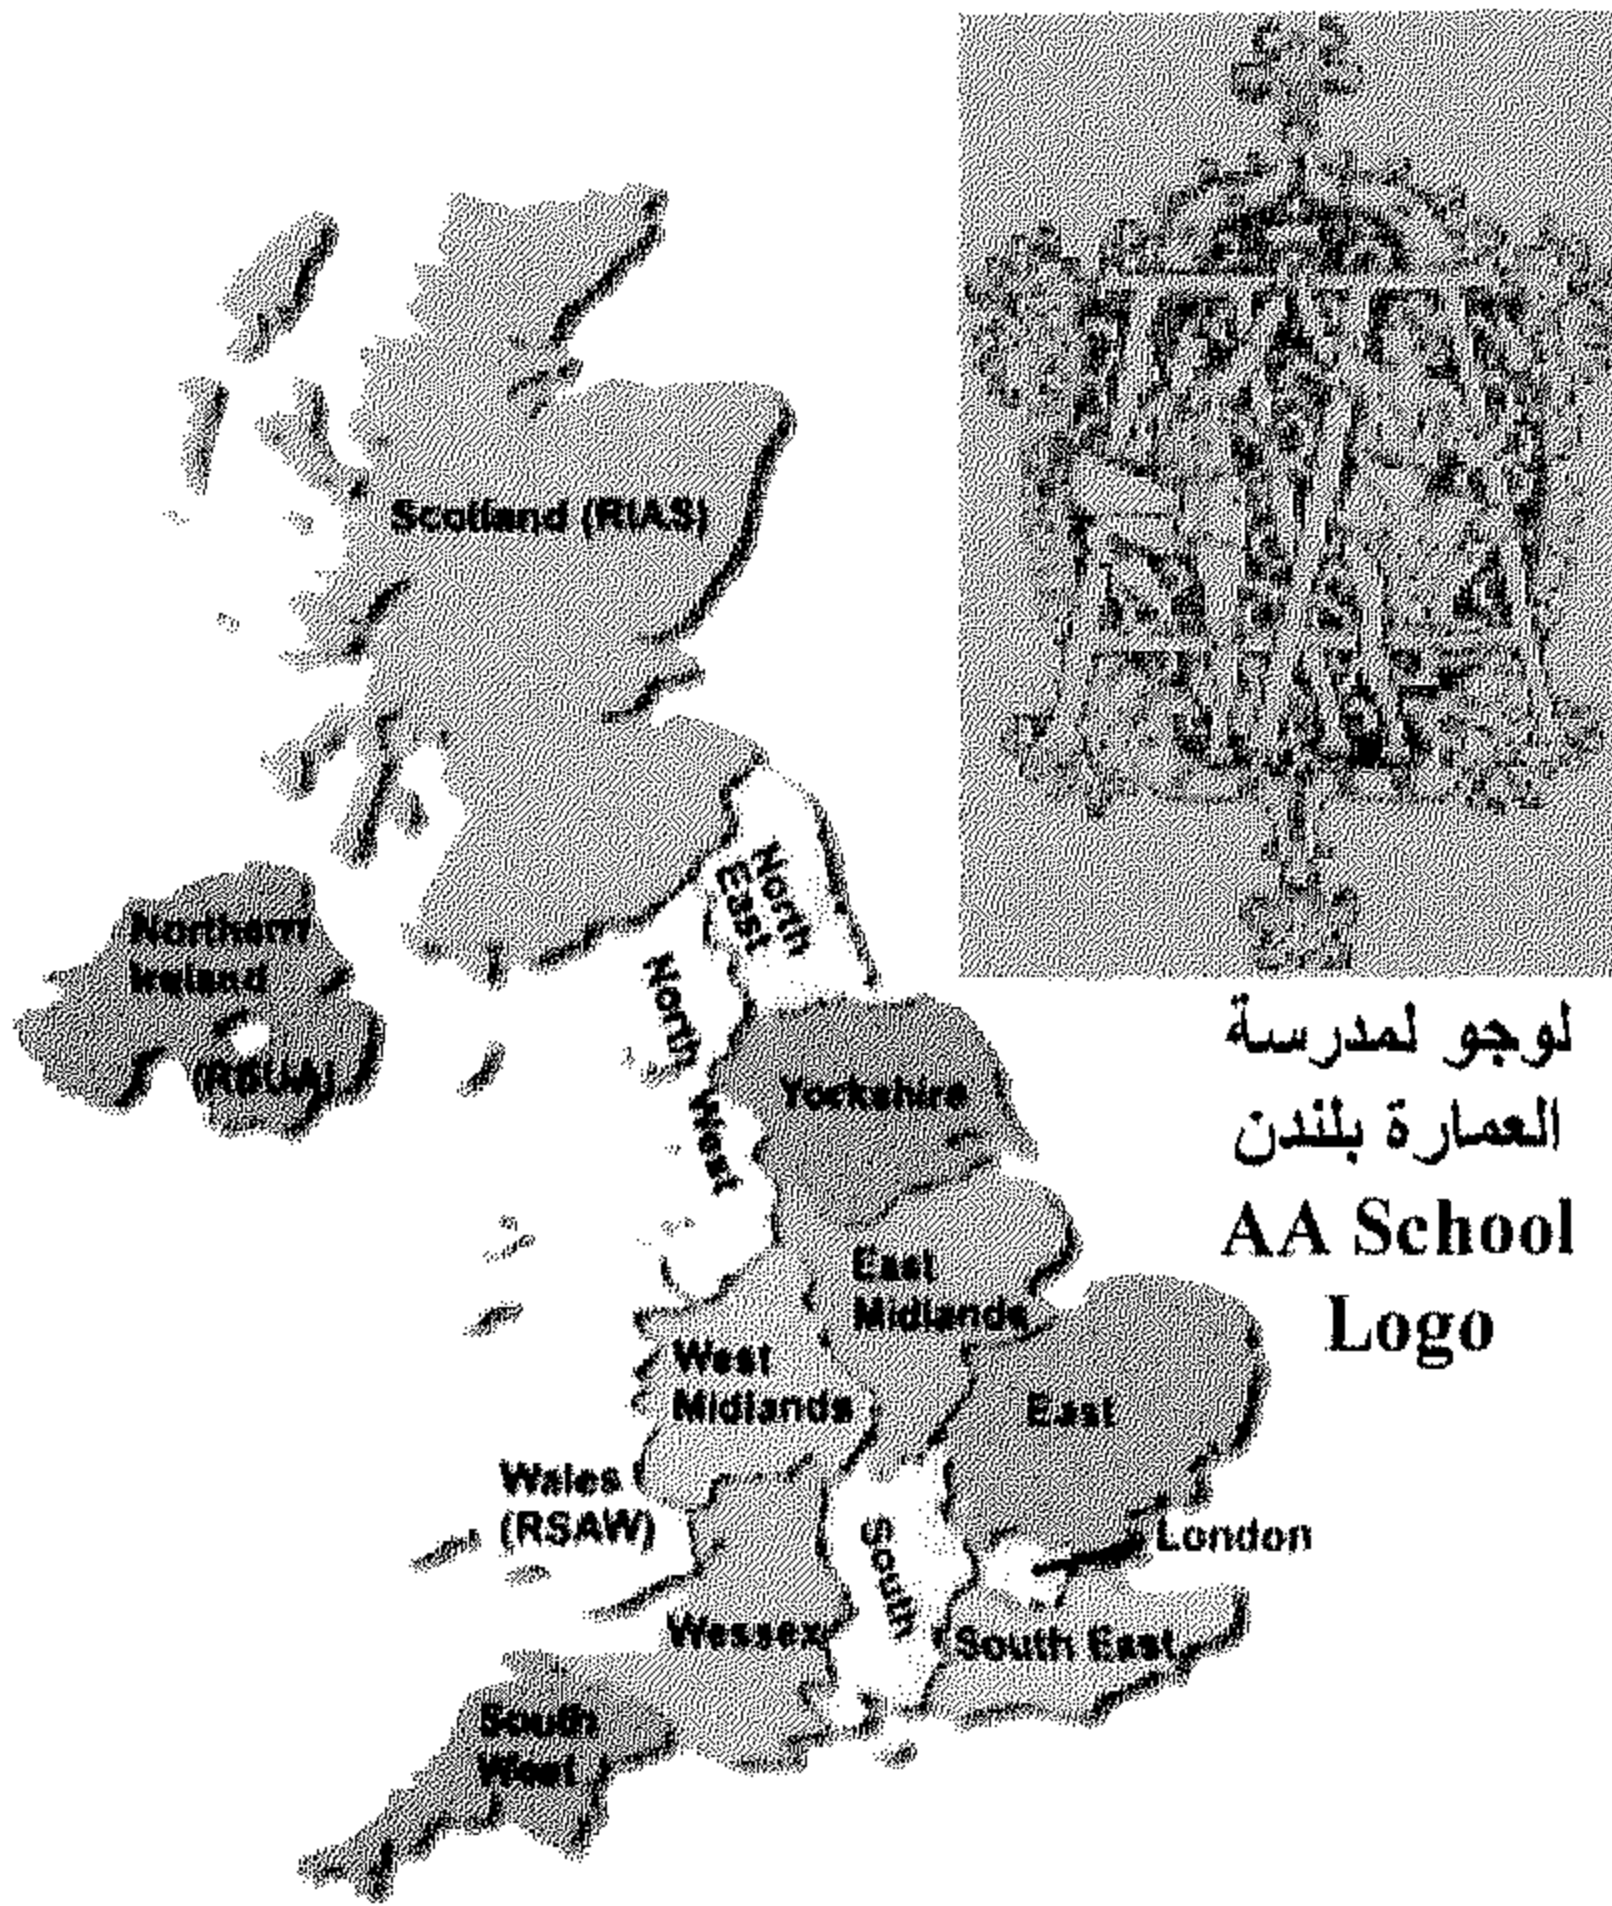 Scotland (RIAS)
North
East
Northern
Ireland
(RSUA)
North West
Yorkshire
East
Midlands
West
Midlands
East
Wales
(RSAW)
South
London
Wessex
South East
South
West
لوجو لمدرسة
العمارة بلندن
AA School
Logo